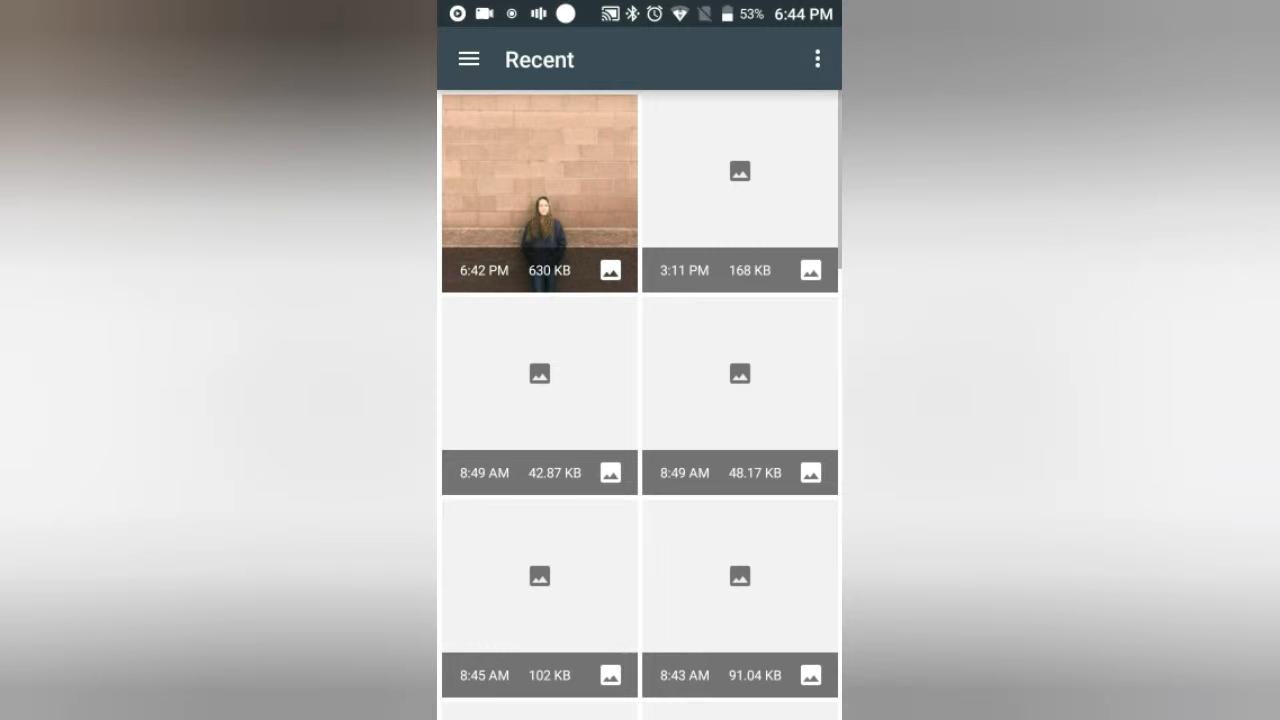 53% 6:44 PM
Recent
6:42 PM 630 KB
3:11 PM 168 KB
8:49 AM 42.87 KB
8:49 AM 48.17 KB
8:45 AM 102 KB
8:43 AM 91.04 KB